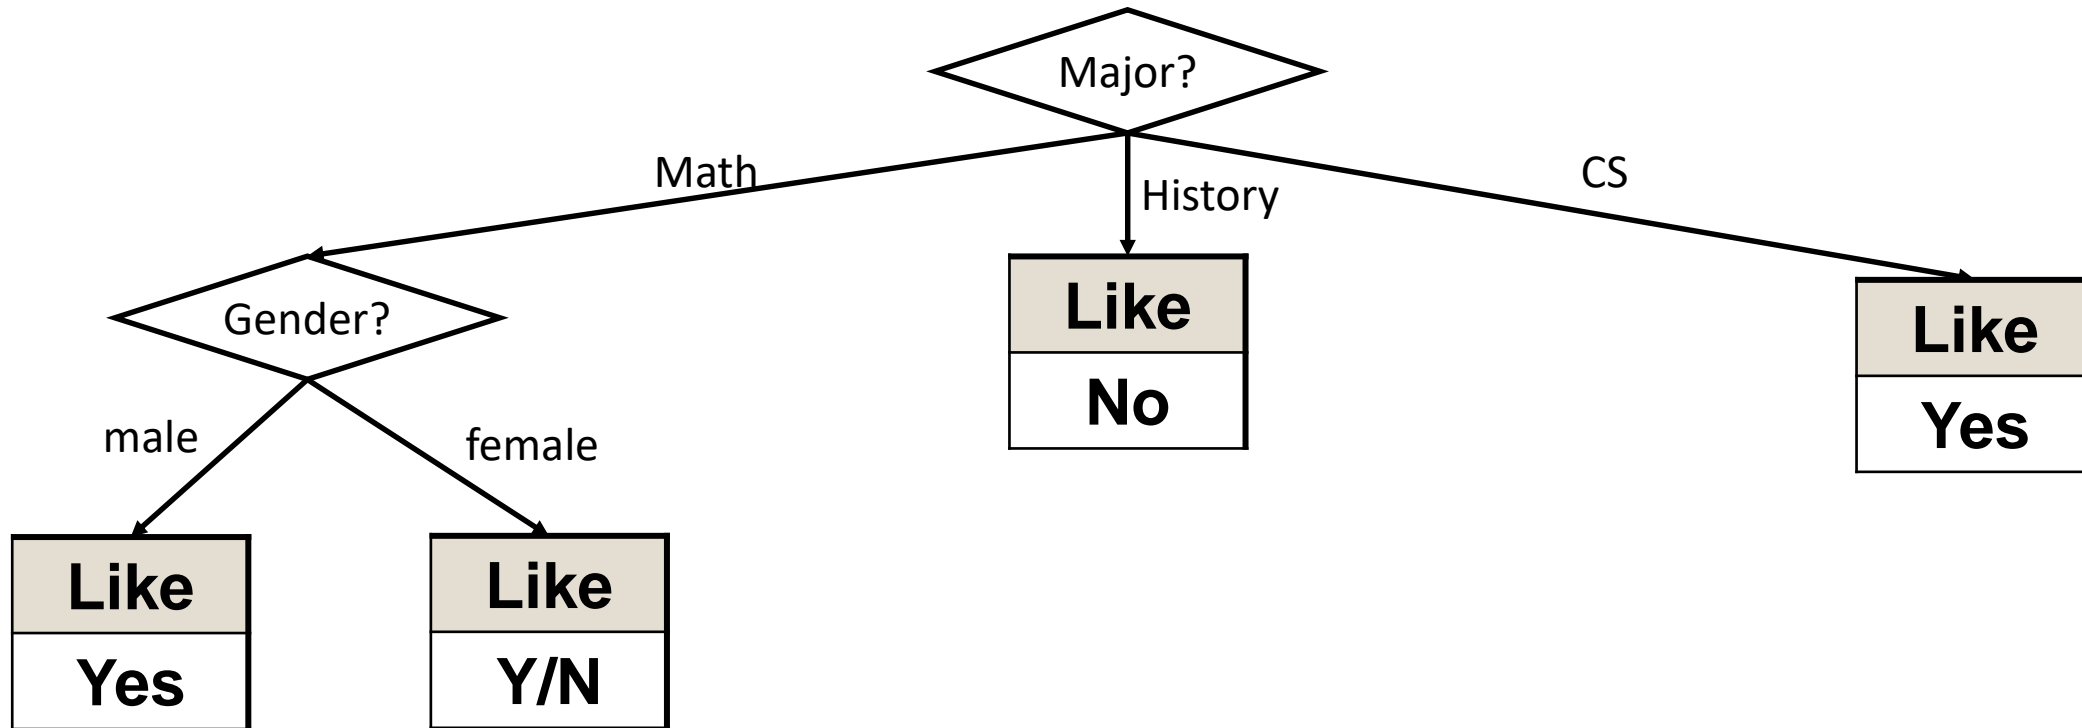 Major?
Math
History
CS
Gender?
Like
No
Like
Yes
male
female
Like
Yes
Like
Y/N